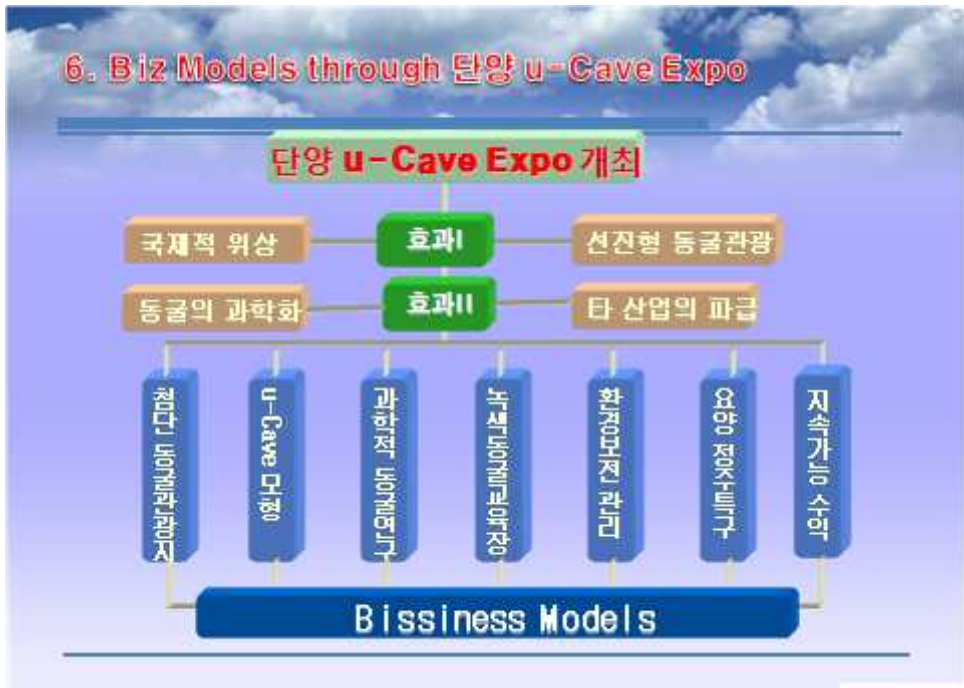 6. Biz Models through 단양 u-Cave Expo
단양 u-Cave Expo 개최
국제적 위상
효과I
선진형 동굴관광
동굴의 과학화
효과II
타 산업의 파급
첨단 동굴관광지
u-Cave 모형
과학적 동굴연구
녹색동굴교육장
환경보전 관리
요양 정주특구
지속가능 수익
Bissiness Models